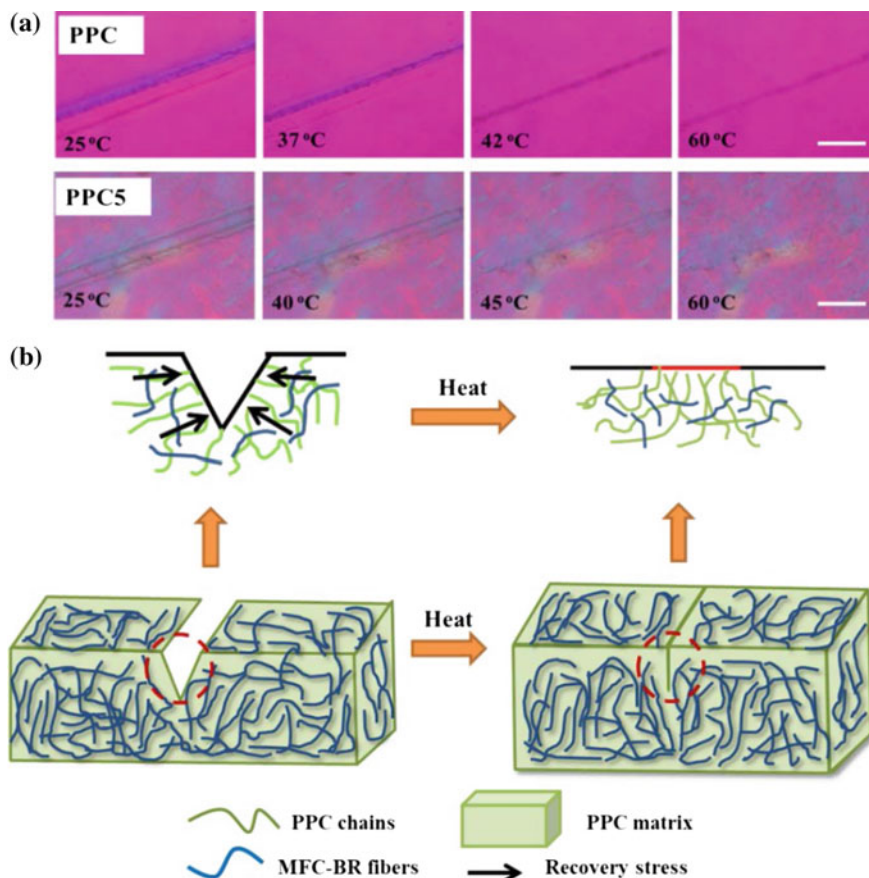 (a)
PPC
25 °C
37 °C
42 °C
60 °C
PPC5
25 °C
40 °C
45 °C
60 °C
(b)
Heat
Heat
PPC chains
PPC matrix
MFC-BR fibers
Recovery stress